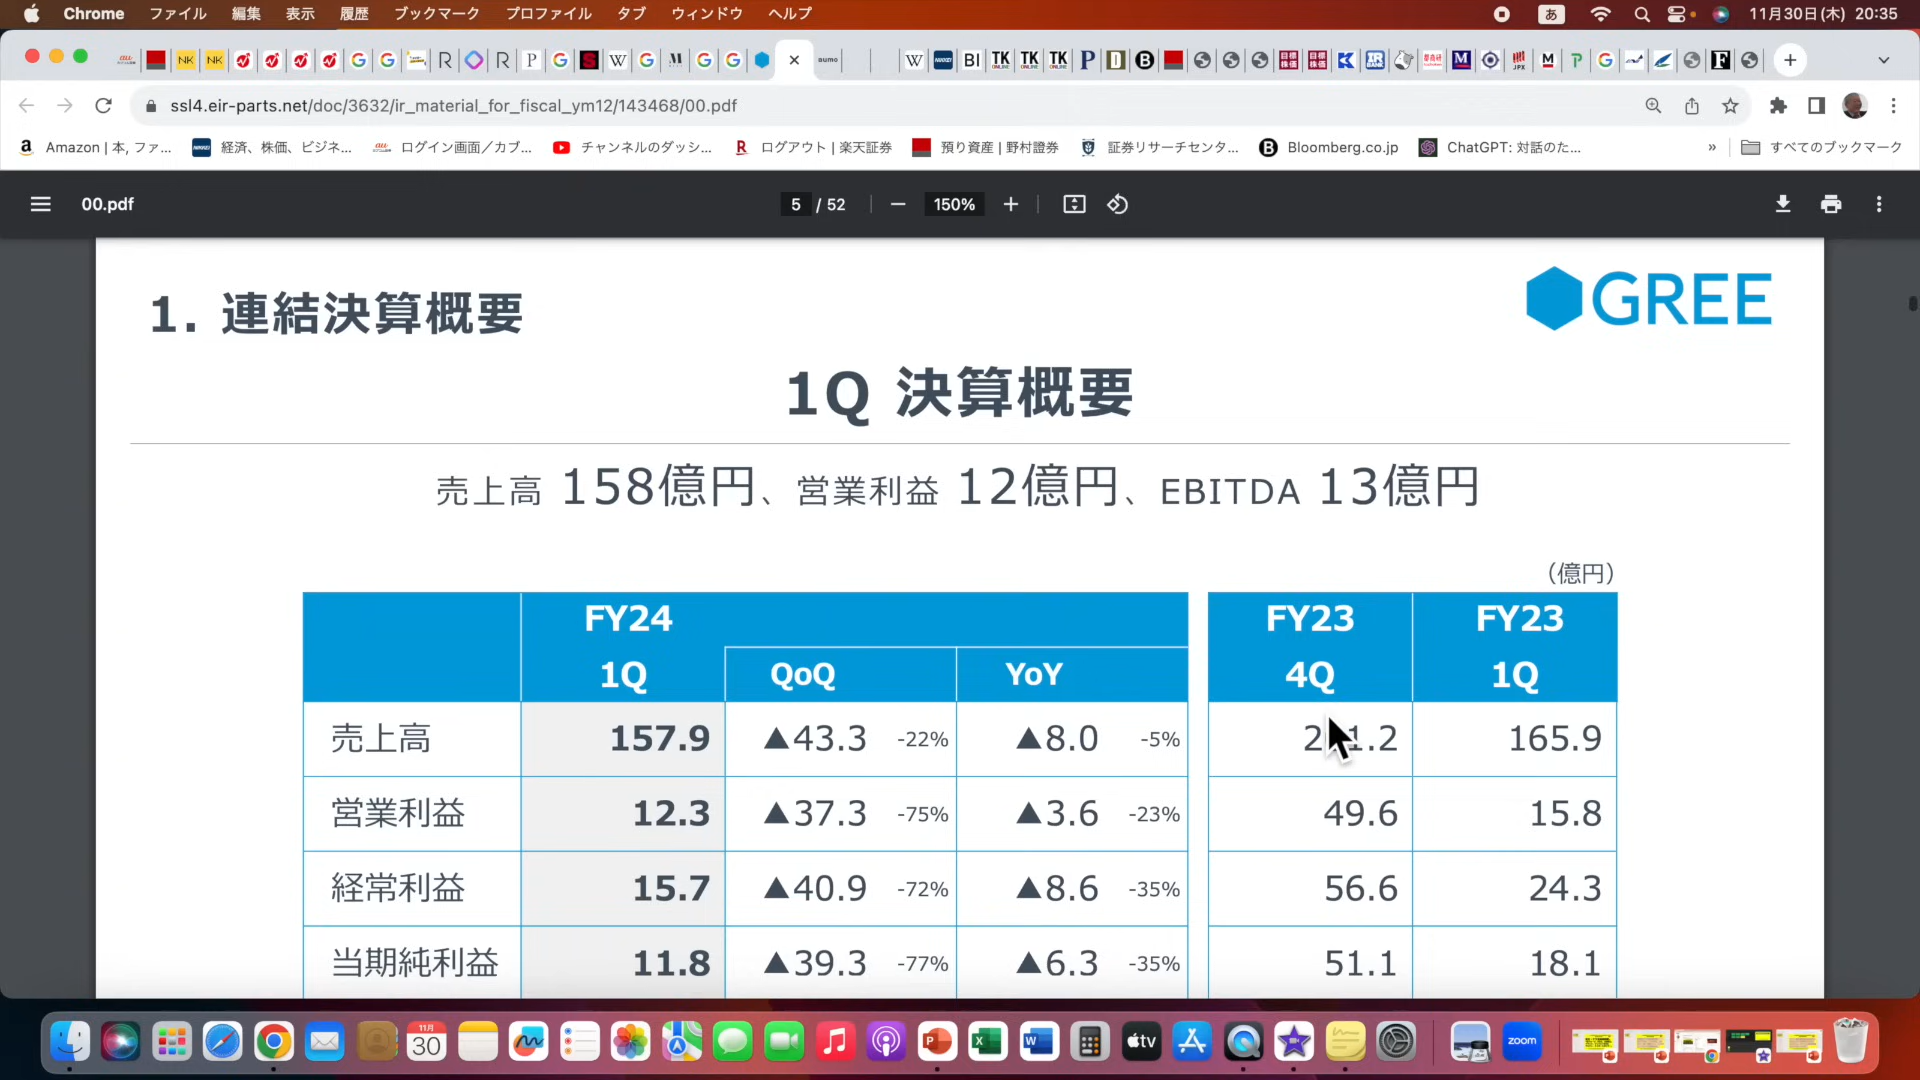 Chrome ファイル 編集 表示 履歴 ブックマーク プロファイル タブ ウィンドウ ヘルプ あ 11月30日(木) 20:35
ssl4.eir-parts.net/doc/3632/ir_material_for_fiscal_ym12/143468/00.pdf
Amazon | 本, ファ... 経済、株価、ビジネ... ログイン画面／カブ... チャンネルのダッシ... ログアウト | 楽天証券 預り資産 | 野村證券 証券リサーチセンタ... Bloomberg.co.jp ChatGPT: 対話のた... » すべてのブックマーク
00.pdf 5 / 52 150%
1. 連結決算概要
GREE
1Q 決算概要
売上高 158億円、営業利益 12億円、EBITDA 13億円
（億円）
FY24 FY23 FY23
1Q QoQ YoY 4Q 1Q
売上高 157.9 ▲43.3 -22% ▲8.0 -5% 165.9
営業利益 12.3 ▲37.3 -75% ▲3.6 -23% 49.6 15.8
経常利益 15.7 ▲40.9 -72% ▲8.6 -35% 56.6 24.3
当期純利益 11.8 ▲39.3 -77% ▲6.3 -35% 51.1 18.1
11月
30
tv
zoom